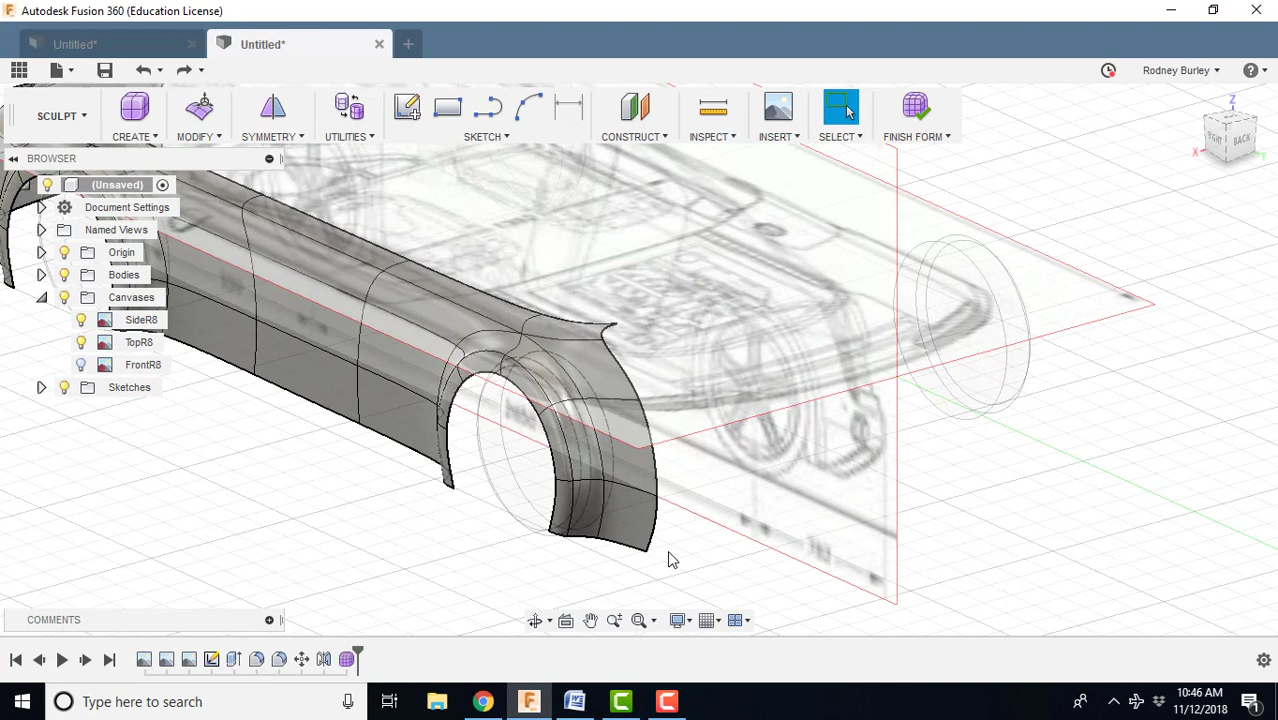 Autodesk Fusion 360 (Education License)
Untitled*
Untitled*
Rodney Burley
SCULPT
CREATE
MODIFY
SYMMETRY
UTILITIES
SKETCH
CONSTRUCT
INSPECT
INSERT
SELECT
FINISH FORM
Z
RIGHT
BACK
X
Y
BROWSER
(Unsaved)
Document Settings
Named Views
Origin
Bodies
Canvases
SideR8
TopR8
FrontR8
Sketches
COMMENTS
Type here to search
10:46 AM
11/12/2018
1